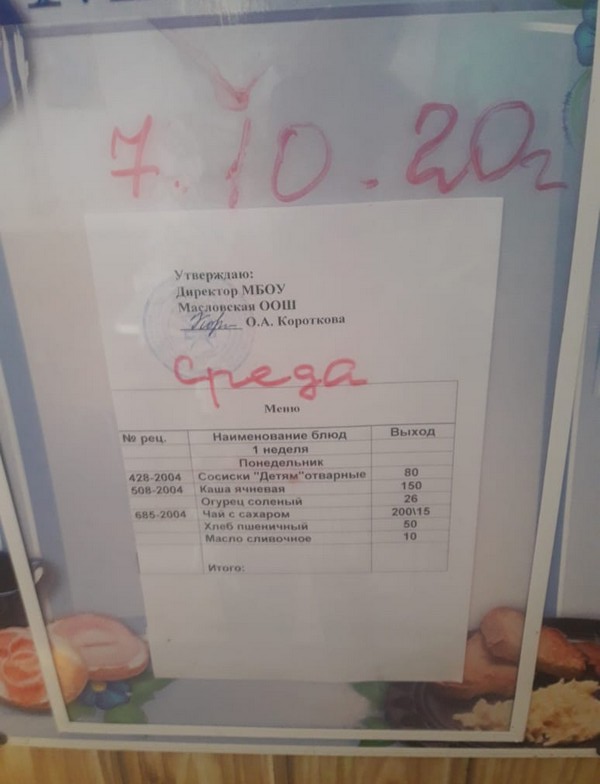 7.10.20г
Утверждаю:
Директор МБОУ
Масловская ООШ
О.А. Короткова
Среда
Меню
№ рец. Наименование блюд Выход
1 неделя
Понедельник
428-2004 Сосиски "Детям"отварные 80
508-2004 Каша ячневая 150
Огурец соленый 26
685-2004 Чай с сахаром 200\15
Хлеб пшеничный 50
Масло сливочное 10
Итого: